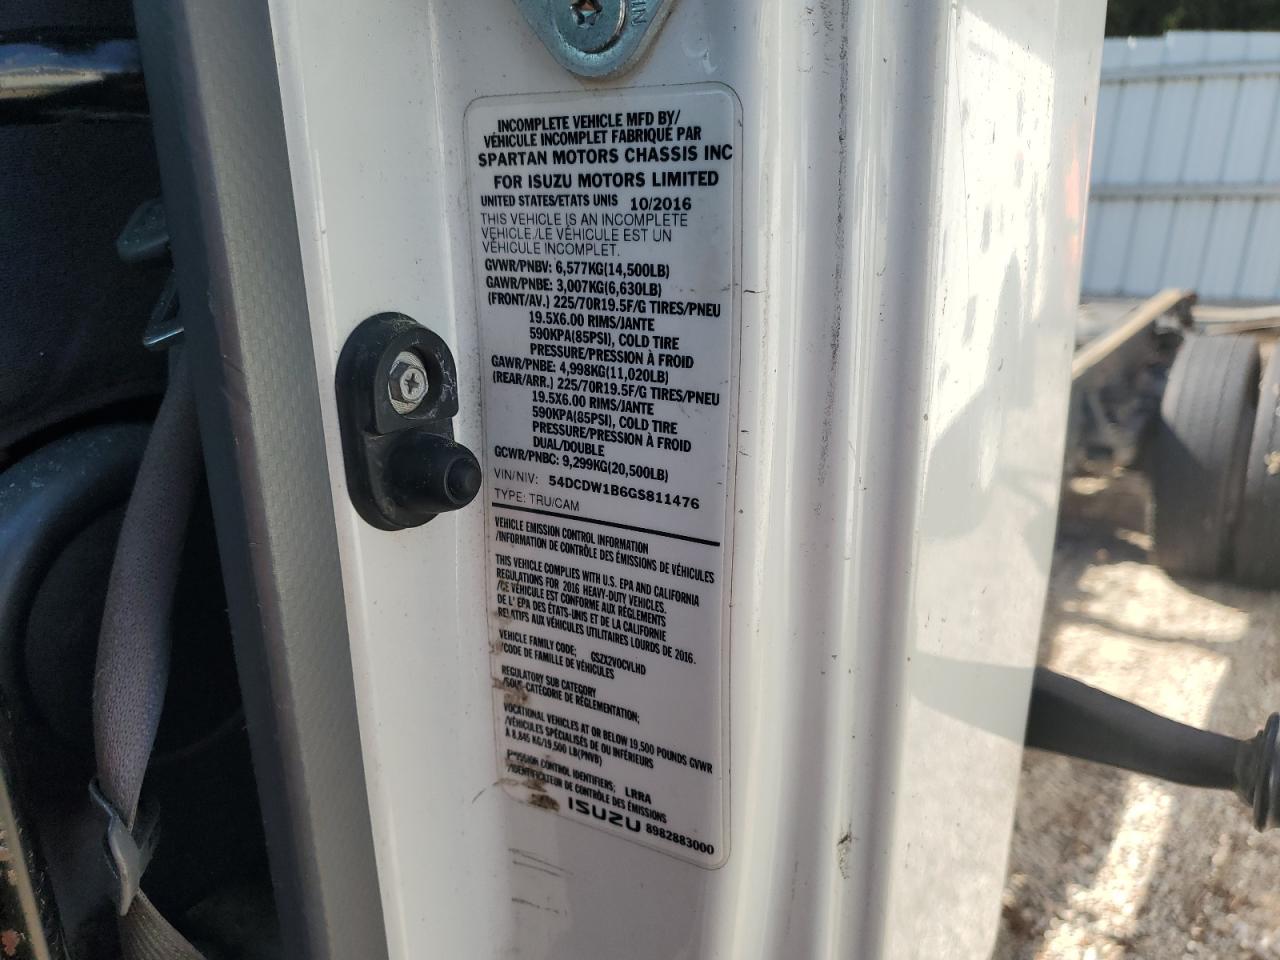 INCOMPLETE VEHICLE MFD BY/
VÉHICULE INCOMPLET FABRIQUÉ PAR
SPARTAN MOTORS CHASSIS INC
FOR ISUZU MOTORS LIMITED
UNITED STATES/ETATS UNIS 10/2016
THIS VEHICLE IS AN INCOMPLETE
VEHICLE./LE VÉHICULE EST UN
VÉHICULE INCOMPLET.
GVWR/PNBV: 6,577KG(14,500LB)
GAWR/PNBE: 3,007KG(6,630LB)
(FRONT/AV.) 225/70R19.5F/G TIRES/PNEU
19.5X6.00 RIMS/JANTE
590KPA(85PSI), COLD TIRE
PRESSURE/PRESSION À FROID
GAWR/PNBE: 4,998KG(11,020LB)
(REAR/ARR.) 225/70R19.5F/G TIRES/PNEU
19.5X6.00 RIMS/JANTE
590KPA(85PSI), COLD TIRE
PRESSURE/PRESSION À FROID
DUAL/DOUBLE
GCWR/PNBC: 9,299KG(20,500LB)
VIN/NIV: 54DCDW1B6GS811476
TYPE: TRU/CAM
VEHICLE EMISSION CONTROL INFORMATION
/INFORMATION DE CONTRÔLE DES ÉMISSIONS DE VÉHICULES
THIS VEHICLE COMPLIES WITH U.S. EPA AND CALIFORNIA
REGULATIONS FOR 2016 HEAVY-DUTY VEHICLES.
/CE VÉHICULE EST CONFORME AUX RÈGLEMENTS
DE L' EPA DES ÉTATS-UNIS ET DE LA CALIFORNIE
RELATIFS AUX VÉHICULES UTILITAIRES LOURDS DE 2016.
VEHICLE FAMILY CODE; GSZX2VOCVLHD
/CODE DE FAMILLE DE VÉHICULES
REGULATORY SUB CATEGORY
/SOUS-CATÉGORIE DE RÉGLEMENTATION;
VOCATIONAL VEHICLES AT OR BELOW 19,500 POUNDS GVWR
/VÉHICULES SPÉCIALISÉS DE OU INFÉRIEURS
À 8,845 KG/19,500 LB(PNVB)
EMISSION CONTROL IDENTIFIERS; LRRA
/IDENTIFICATEUR DE CONTRÔLE DES ÉMISSIONS
ISUZU 8982883000